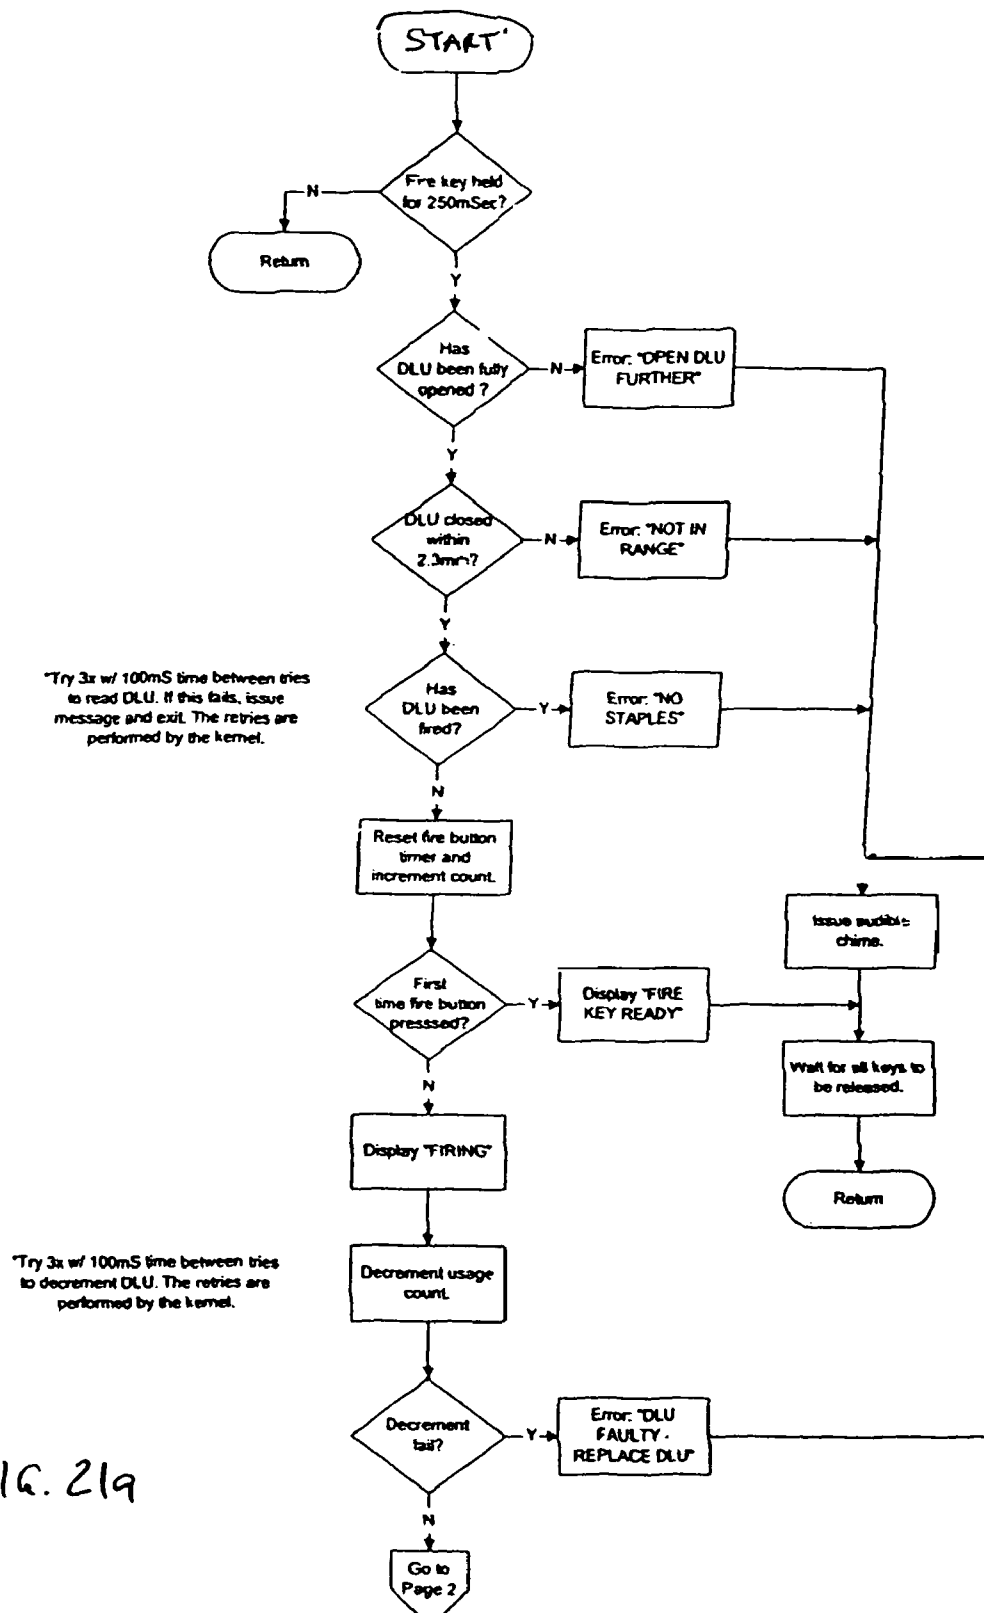 START
Fire key held
for 250mSec?
N
Return
Y
Has
DLU been fully
opened ?
N
Error: "OPEN DLU
FURTHER"
Y
DLU closed
within
2.3mm?
N
Error: "NOT IN
RANGE"
Y
"Try 3x w/ 100mS time between tries
to read DLU. If this fails, issue
message and exit. The retries are
performed by the kernel.
Has
DLU been
fired?
Y
Error: "NO
STAPLES"
N
Reset fire button
timer and
increment count.
Issue audible
chime.
First
time fire button
presssed?
Y
Display "FIRE
KEY READY"
Wait for all keys to
be released.
N
Display "FIRING"
Return
"Try 3x w/ 100mS time between tries
to decrement DLU. The retries are
performed by the kernel.
Decrement usage
count.
Decrement
fail?
Y
Error: "DLU
FAULTY -
REPLACE DLU"
IG. 21a
N
Go to
Page 2